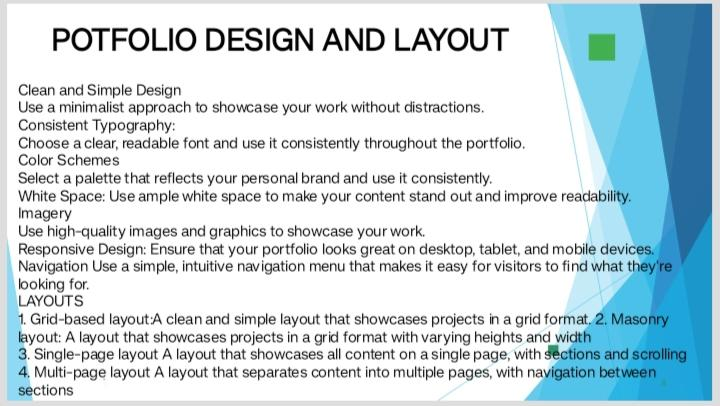 POTFOLIO DESIGN AND LAYOUT
Clean and Simple Design
Use a minimalist approach to showcase your work without distractions.
Consistent Typography:
Choose a clear, readable font and use it consistently throughout the portfolio.
Color Schemes
Select a palette that reflects your personal brand and use it consistently.
White Space: Use ample white space to make your content stand out and improve readability.
Imagery
Use high-quality images and graphics to showcase your work.
Responsive Design: Ensure that your portfolio looks great on desktop, tablet, and mobile devices.
Navigation Use a simple, intuitive navigation menu that makes it easy for visitors to find what they're
looking for.
LAYOUTS
1. Grid-based layout:A clean and simple layout that showcases projects in a grid format. 2. Masonry
layout: A layout that showcases projects in a grid format with varying heights and width
3. Single-page layout A layout that showcases all content on a single page, with sections and scrolling
4. Multi-page layout A layout that separates content into multiple pages, with navigation between
sections